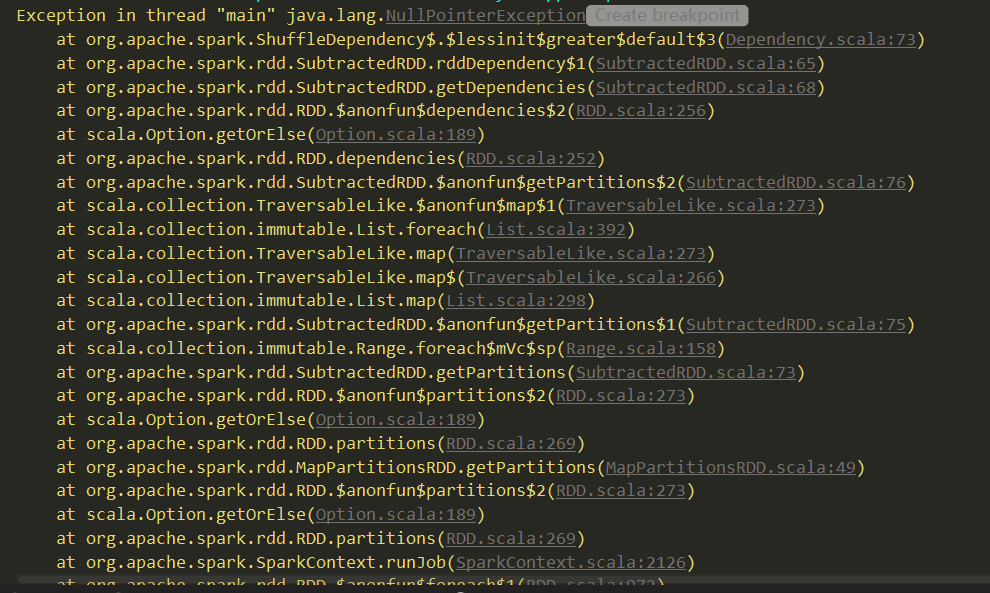 Exception in thread "main" java.lang.NullPointerException Create breakpoint
at org.apache.spark.ShuffleDependency$.$lessinit$greater$default$3(Dependency.scala:73)
at org.apache.spark.rdd.SubtractedRDD.rddDependency$1(SubtractedRDD.scala:65)
at org.apache.spark.rdd.SubtractedRDD.getDependencies(SubtractedRDD.scala:68)
at org.apache.spark.rdd.RDD.$anonfun$dependencies$2(RDD.scala:256)
at scala.Option.getOrElse(Option.scala:189)
at org.apache.spark.rdd.RDD.dependencies(RDD.scala:252)
at org.apache.spark.rdd.SubtractedRDD.$anonfun$getPartitions$2(SubtractedRDD.scala:76)
at scala.collection.TraversableLike.$anonfun$map$1(TraversableLike.scala:273)
at scala.collection.immutable.List.foreach(List.scala:392)
at scala.collection.TraversableLike.map(TraversableLike.scala:273)
at scala.collection.TraversableLike.map$(TraversableLike.scala:266)
at scala.collection.immutable.List.map(List.scala:298)
at org.apache.spark.rdd.SubtractedRDD.$anonfun$getPartitions$1(SubtractedRDD.scala:75)
at scala.collection.immutable.Range.foreach$mVc$sp(Range.scala:158)
at org.apache.spark.rdd.SubtractedRDD.getPartitions(SubtractedRDD.scala:73)
at org.apache.spark.rdd.RDD.$anonfun$partitions$2(RDD.scala:273)
at scala.Option.getOrElse(Option.scala:189)
at org.apache.spark.rdd.RDD.partitions(RDD.scala:269)
at org.apache.spark.rdd.MapPartitionsRDD.getPartitions(MapPartitionsRDD.scala:49)
at org.apache.spark.rdd.RDD.$anonfun$partitions$2(RDD.scala:273)
at scala.Option.getOrElse(Option.scala:189)
at org.apache.spark.rdd.RDD.partitions(RDD.scala:269)
at org.apache.spark.SparkContext.runJob(SparkContext.scala:2126)
at org.apache.spark.rdd.RDD.$anonfun$foreach$1(RDD.scala:972)